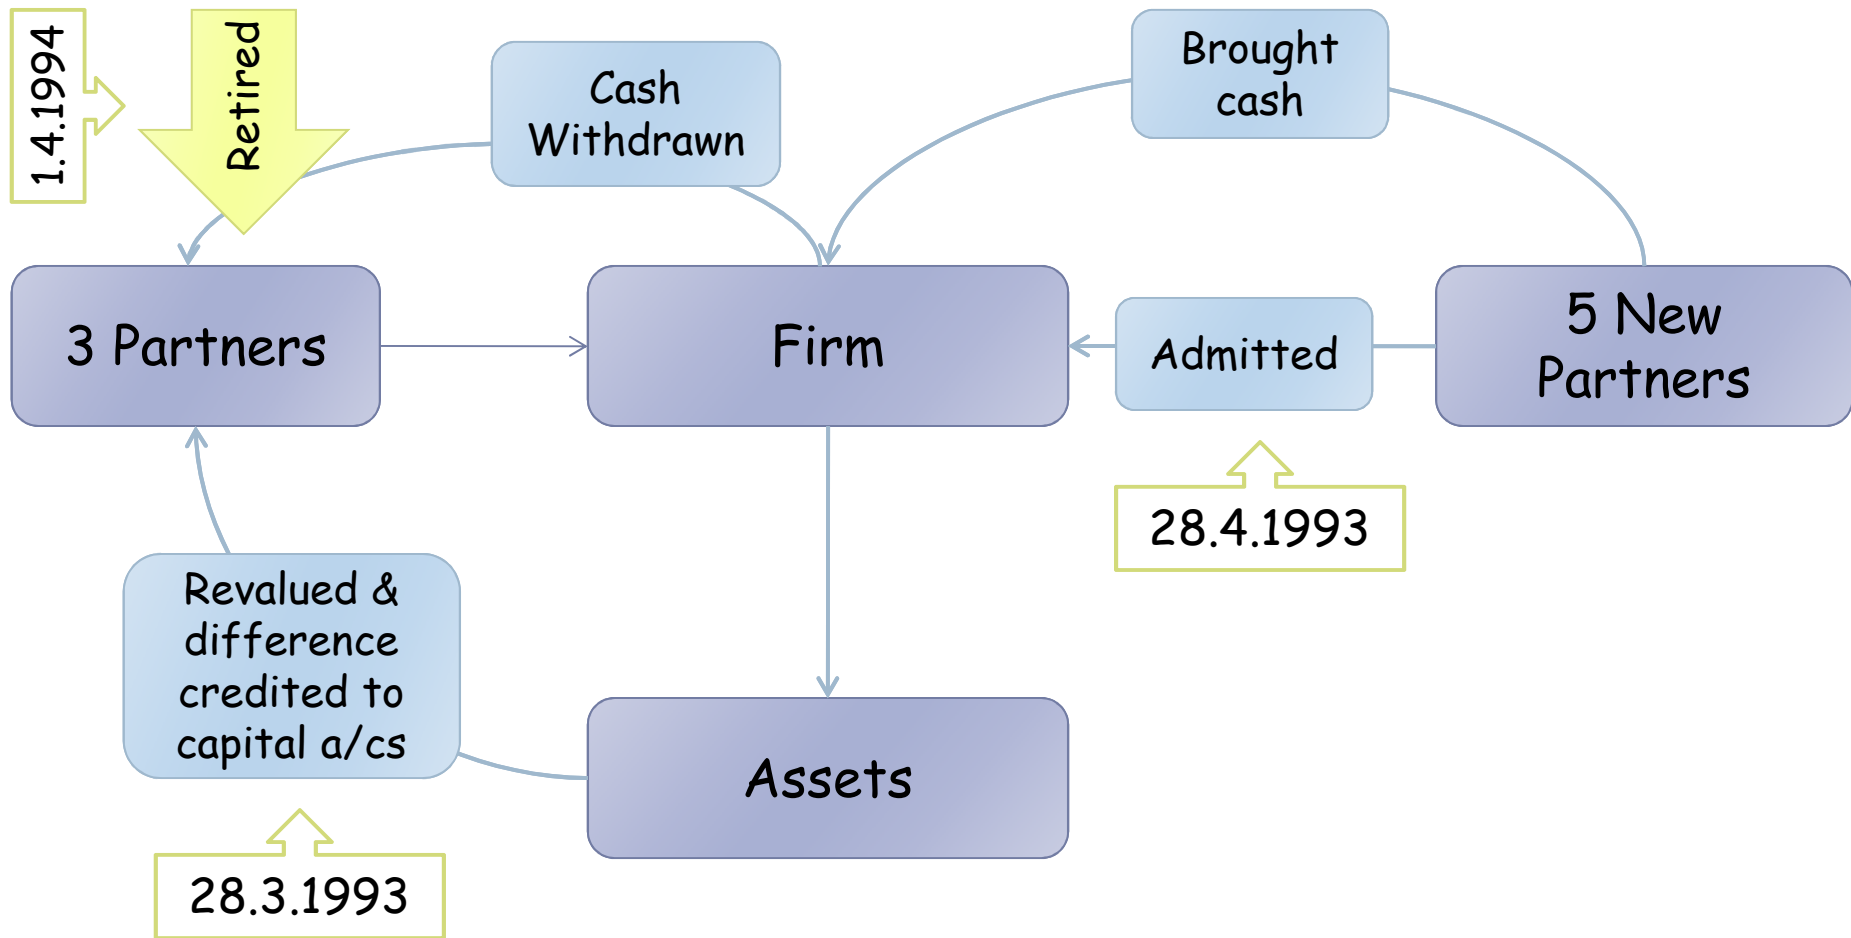 1.4.1994
Retired
Cash
Withdrawn
Brought
cash
3 Partners
Firm
Admitted
5 New
Partners
28.4.1993
Revalued &
difference
credited to
capital a/cs
Assets
28.3.1993